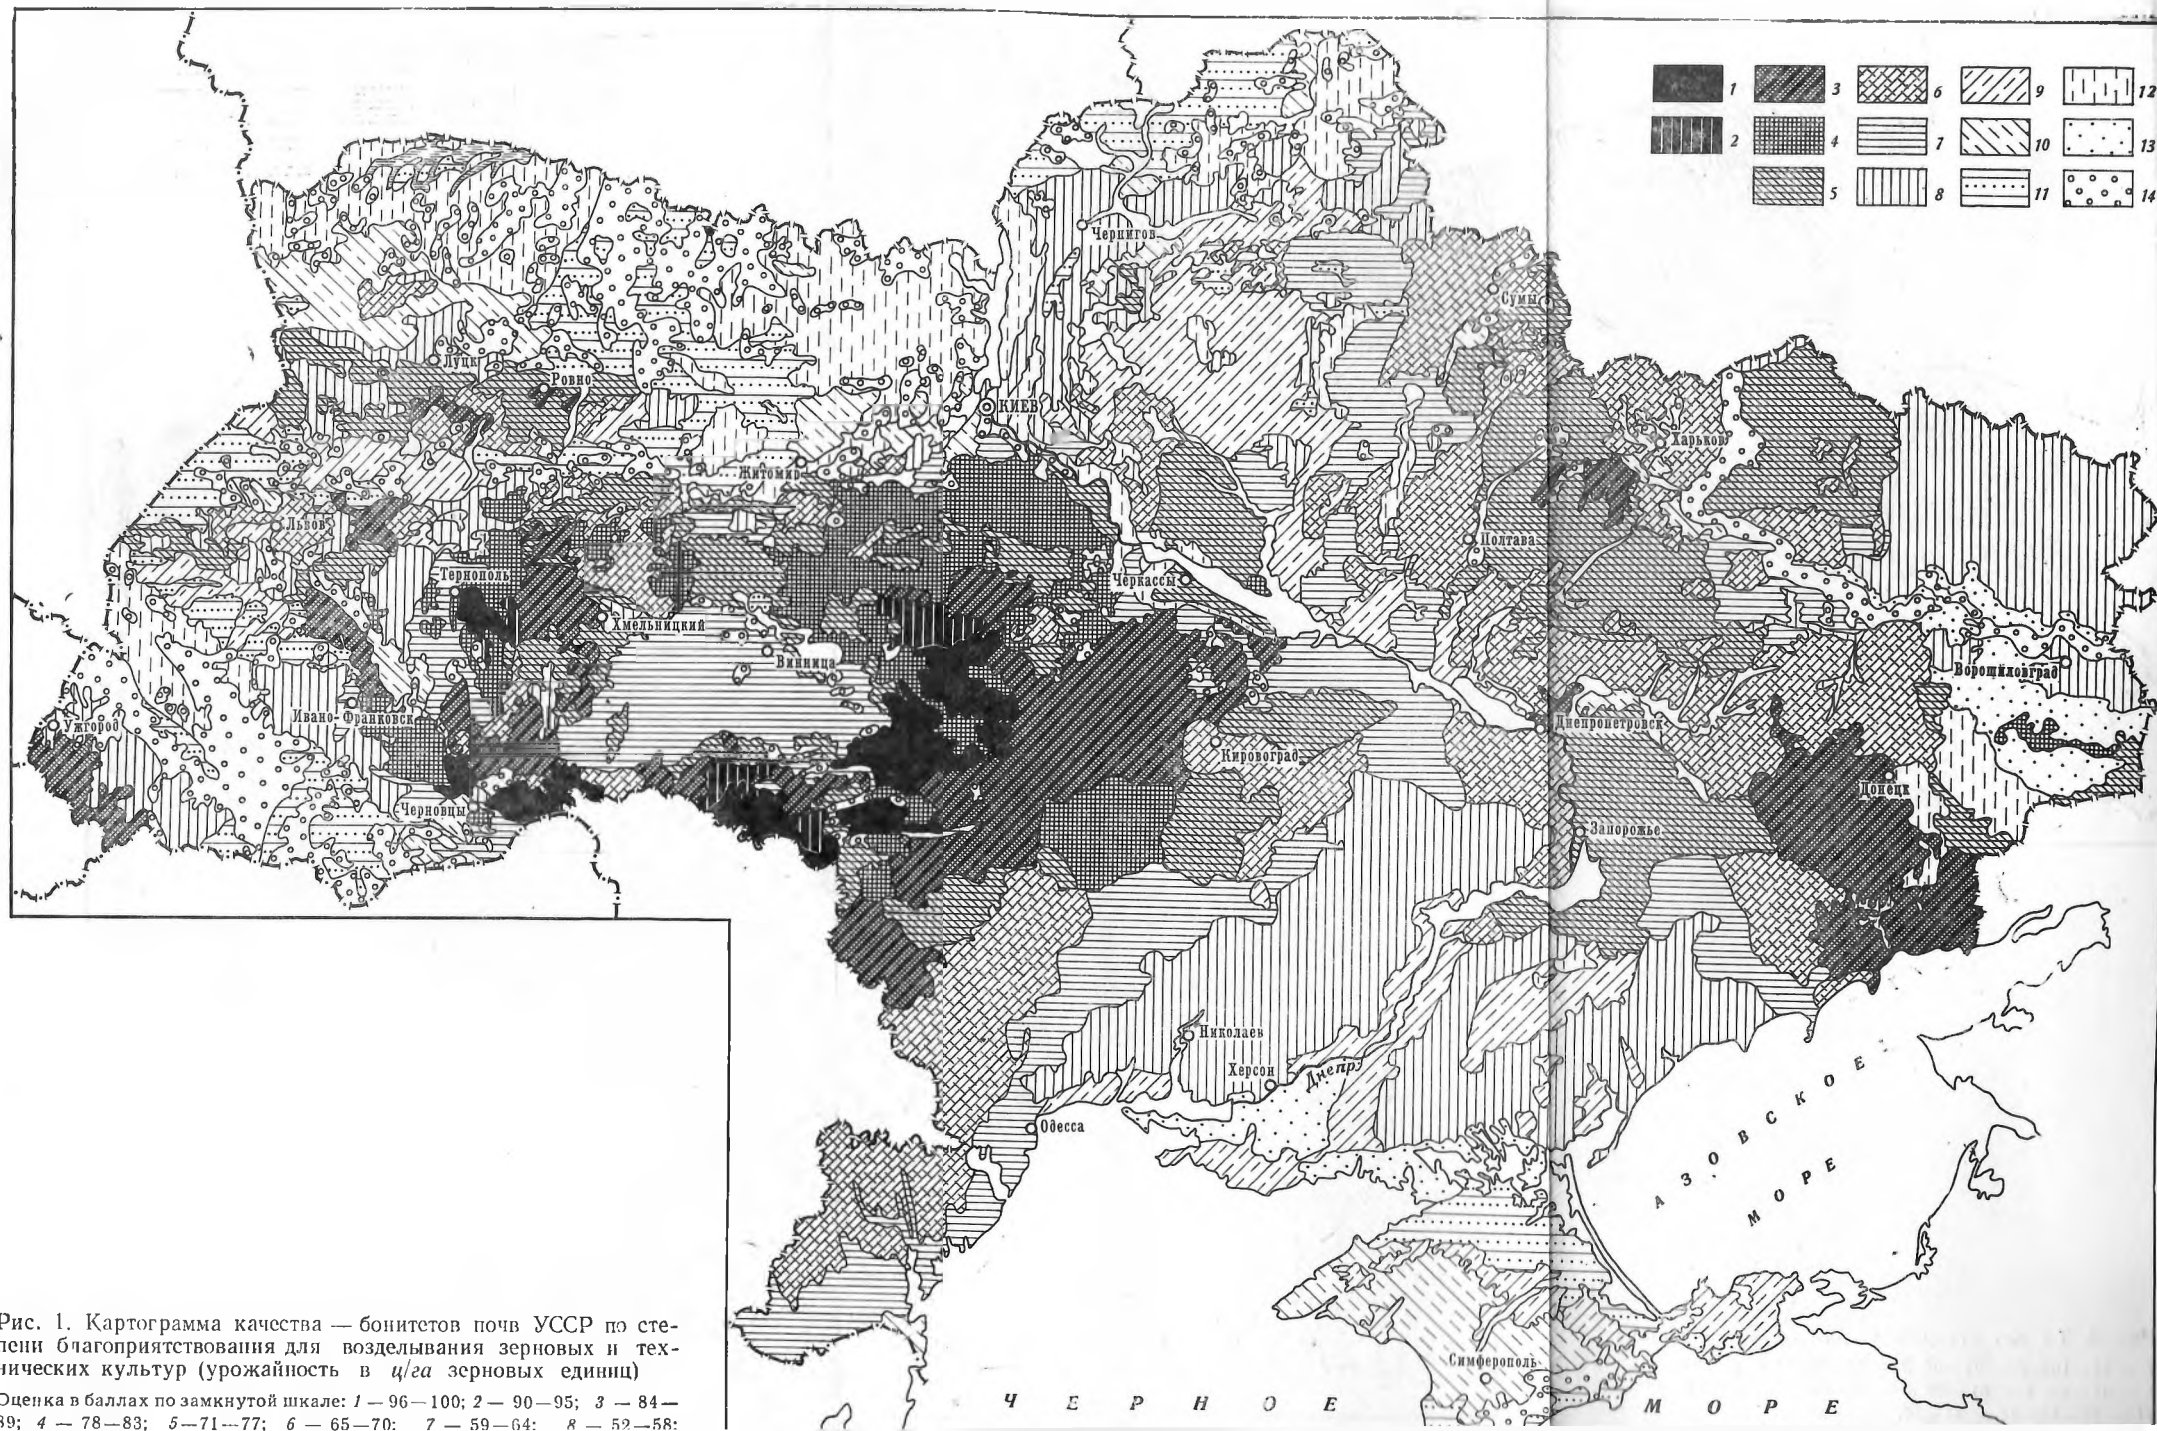 1
3
6
9
12
2
4
7
10
13
5
8
11
14
Чернигов
Сумы
Луцк
Ровно
КИЕВ
Харьков
Житомир
Львов
Полтава
Тернополь
Черкассы
Хмельницкий
Винница
Ворошиловград
Ивано-Франковск
Ужгород
Днепропетровск
Кировоград
Донецк
Черновцы
Запорожье
Николаев
Херсон
Днепр
Одесса
АЗОВСКОЕ
МОРЕ
Симферополь
ЧЕРНОЕ МОРЕ
Рис. 1. Картограмма качества — бонитетов почв УССР по сте-
пени благоприятствования для возделывания зерновых и тех-
нических культур (урожайность в ц/га зерновых единиц)
Оценка в баллах по замкнутой шкале: 1 — 96—100; 2 — 90—95; 3 — 84—
89; 4 — 78—83; 5—71—77; 6 — 65—70; 7 — 59—64; 8 — 52—58;